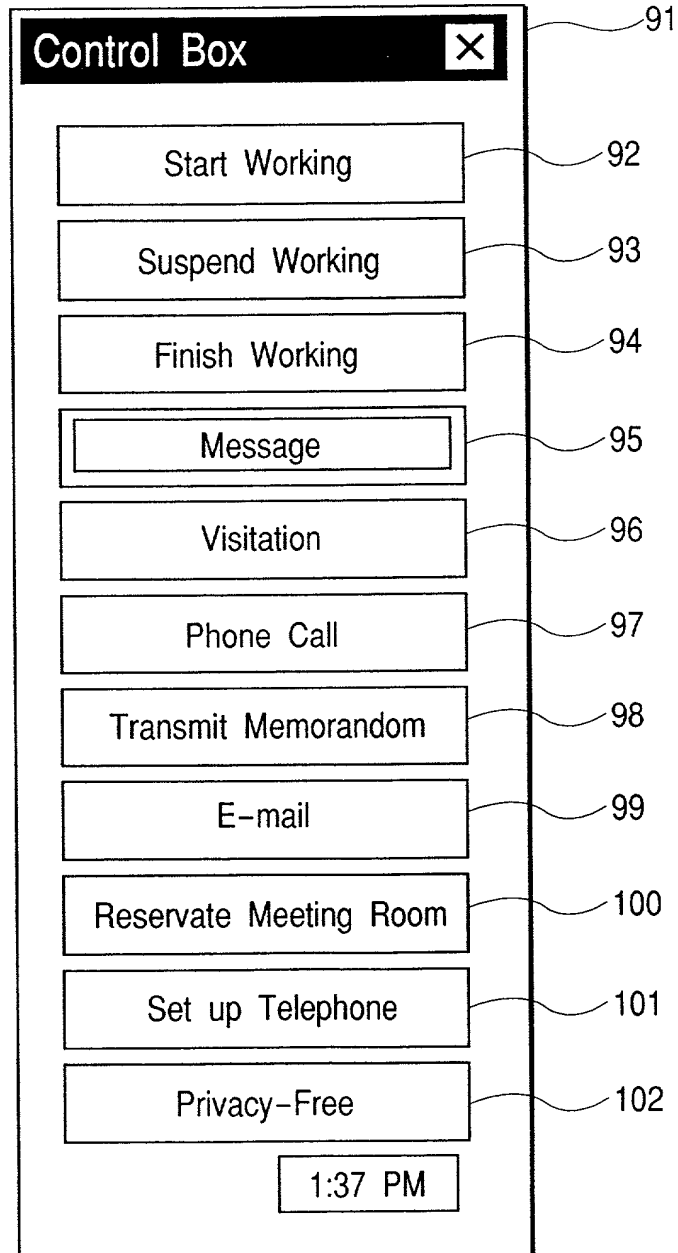 91
Control Box ×
Start Working 92
Suspend Working 93
Finish Working 94
Message 95
Visitation 96
Phone Call 97
Transmit Memorandom 98
E-mail 99
Reservate Meeting Room 100
Set up Telephone 101
Privacy-Free 102
1:37 PM